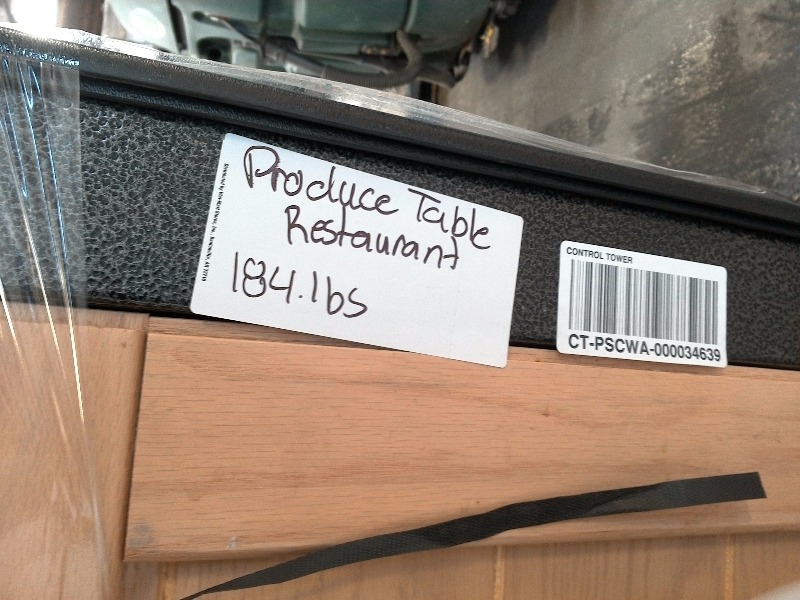 Produce Table
Restaurant
184.lbs
CONTROL TOWER
CT-PSCWA-000034639